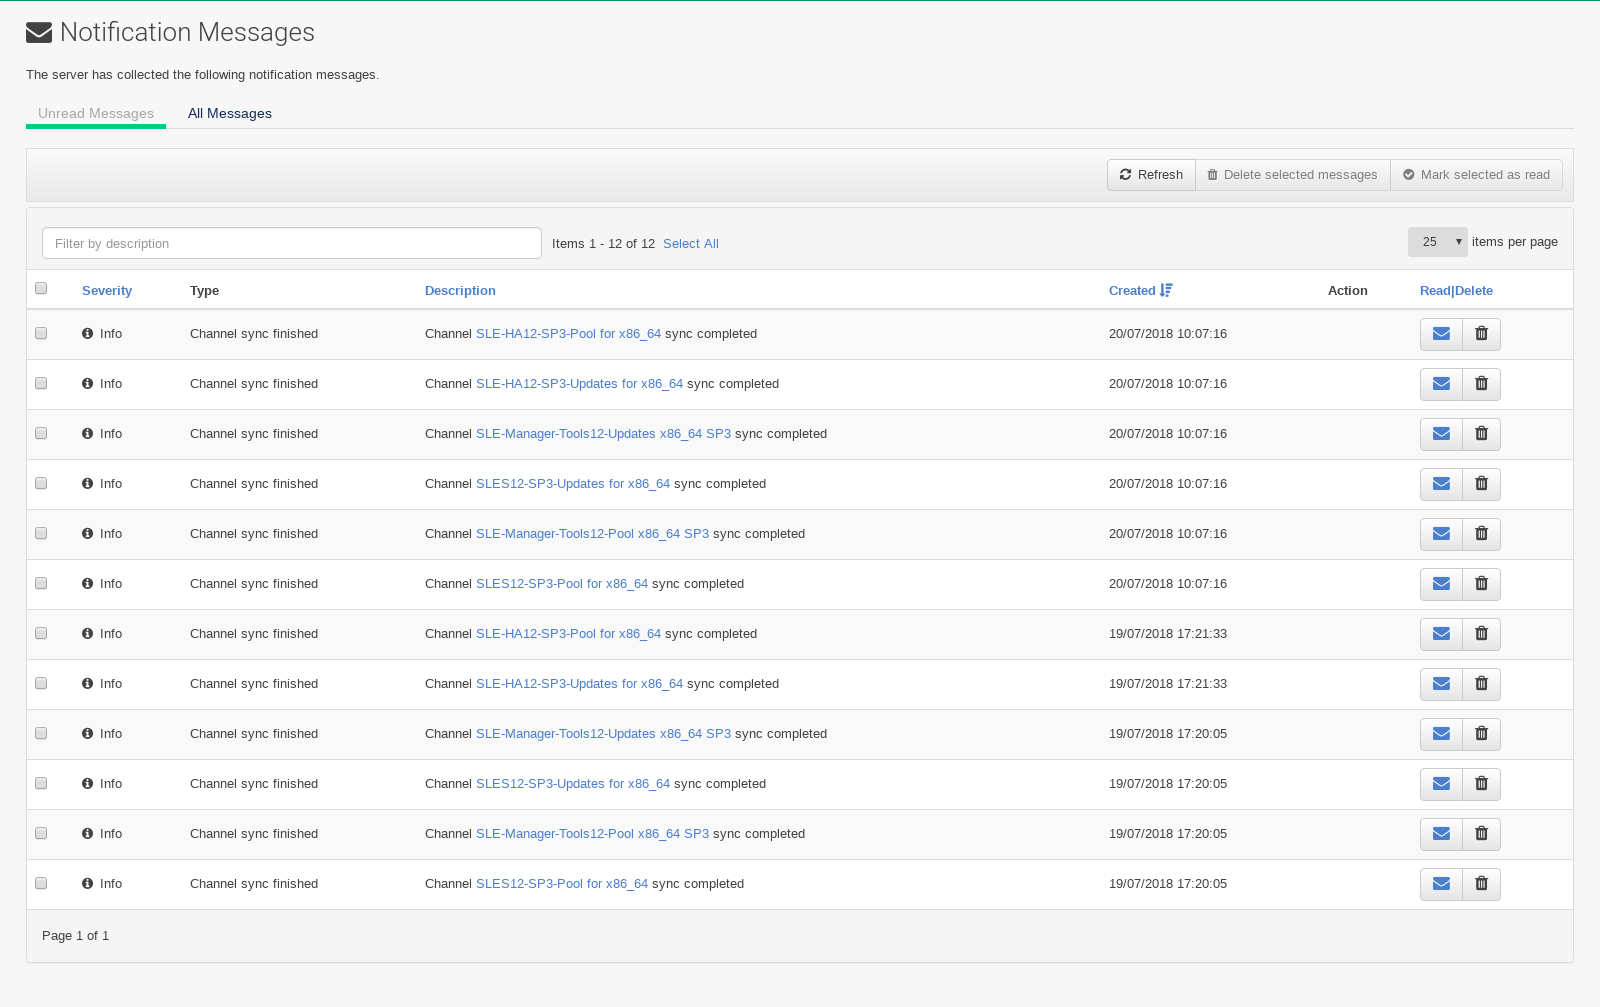 Notification Messages
The server has collected the following notification messages.
Unread Messages All Messages
Refresh Delete selected messages Mark selected as read
Filter by description Items 1 - 12 of 12 Select All 25 items per page
Severity Type Description Created Action Read|Delete
Info Channel sync finished Channel SLE-HA12-SP3-Pool for x86_64 sync completed 20/07/2018 10:07:16
Info Channel sync finished Channel SLE-HA12-SP3-Updates for x86_64 sync completed 20/07/2018 10:07:16
Info Channel sync finished Channel SLE-Manager-Tools12-Updates x86_64 SP3 sync completed 20/07/2018 10:07:16
Info Channel sync finished Channel SLES12-SP3-Updates for x86_64 sync completed 20/07/2018 10:07:16
Info Channel sync finished Channel SLE-Manager-Tools12-Pool x86_64 SP3 sync completed 20/07/2018 10:07:16
Info Channel sync finished Channel SLES12-SP3-Pool for x86_64 sync completed 20/07/2018 10:07:16
Info Channel sync finished Channel SLE-HA12-SP3-Pool for x86_64 sync completed 19/07/2018 17:21:33
Info Channel sync finished Channel SLE-HA12-SP3-Updates for x86_64 sync completed 19/07/2018 17:21:33
Info Channel sync finished Channel SLE-Manager-Tools12-Updates x86_64 SP3 sync completed 19/07/2018 17:20:05
Info Channel sync finished Channel SLES12-SP3-Updates for x86_64 sync completed 19/07/2018 17:20:05
Info Channel sync finished Channel SLE-Manager-Tools12-Pool x86_64 SP3 sync completed 19/07/2018 17:20:05
Info Channel sync finished Channel SLES12-SP3-Pool for x86_64 sync completed 19/07/2018 17:20:05
Page 1 of 1